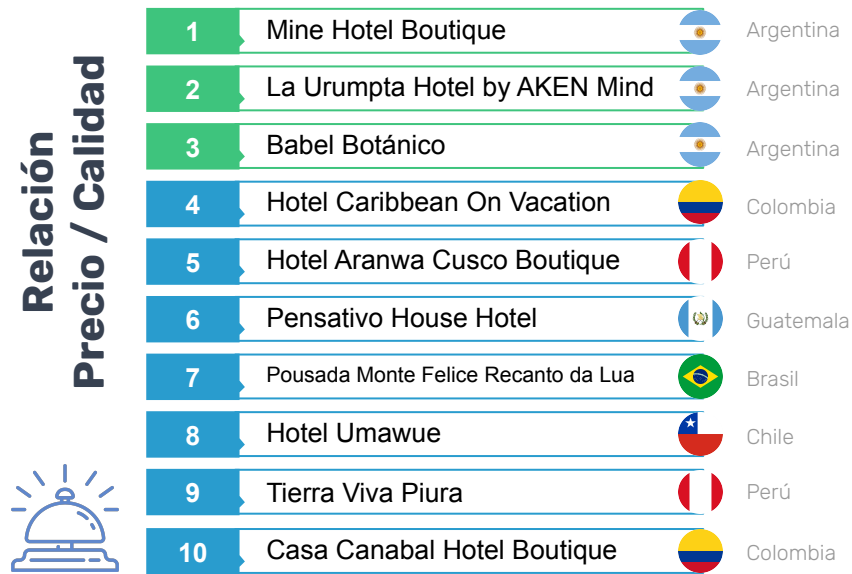 Relación
Precio / Calidad
1 Mine Hotel Boutique Argentina
2 La Urumpta Hotel by AKEN Mind Argentina
3 Babel Botánico Argentina
4 Hotel Caribbean On Vacation Colombia
5 Hotel Aranwa Cusco Boutique Perú
6 Pensativo House Hotel Guatemala
7 Pousada Monte Felice Recanto da Lua Brasil
8 Hotel Umawue Chile
9 Tierra Viva Piura Perú
10 Casa Canabal Hotel Boutique Colombia